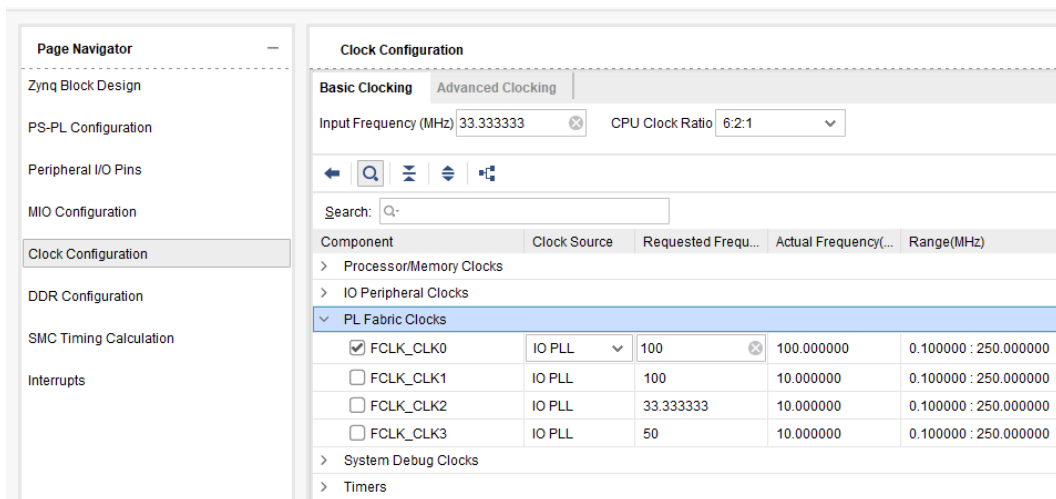 Page Navigator
Zynq Block Design
PS-PL Configuration
Peripheral I/O Pins
MIO Configuration
Clock Configuration
DDR Configuration
SMC Timing Calculation
Interrupts
Clock Configuration
Basic Clocking Advanced Clocking
Input Frequency (MHz) 33.333333 CPU Clock Ratio 6:2:1
Search:
Component Clock Source Requested Frequ... Actual Frequency(... Range(MHz)
Processor/Memory Clocks
IO Peripheral Clocks
PL Fabric Clocks
FCLK_CLK0 IO PLL 100 100.000000 0.100000 : 250.000000
FCLK_CLK1 IO PLL 100 10.000000 0.100000 : 250.000000
FCLK_CLK2 IO PLL 33.333333 10.000000 0.100000 : 250.000000
FCLK_CLK3 IO PLL 50 10.000000 0.100000 : 250.000000
System Debug Clocks
Timers